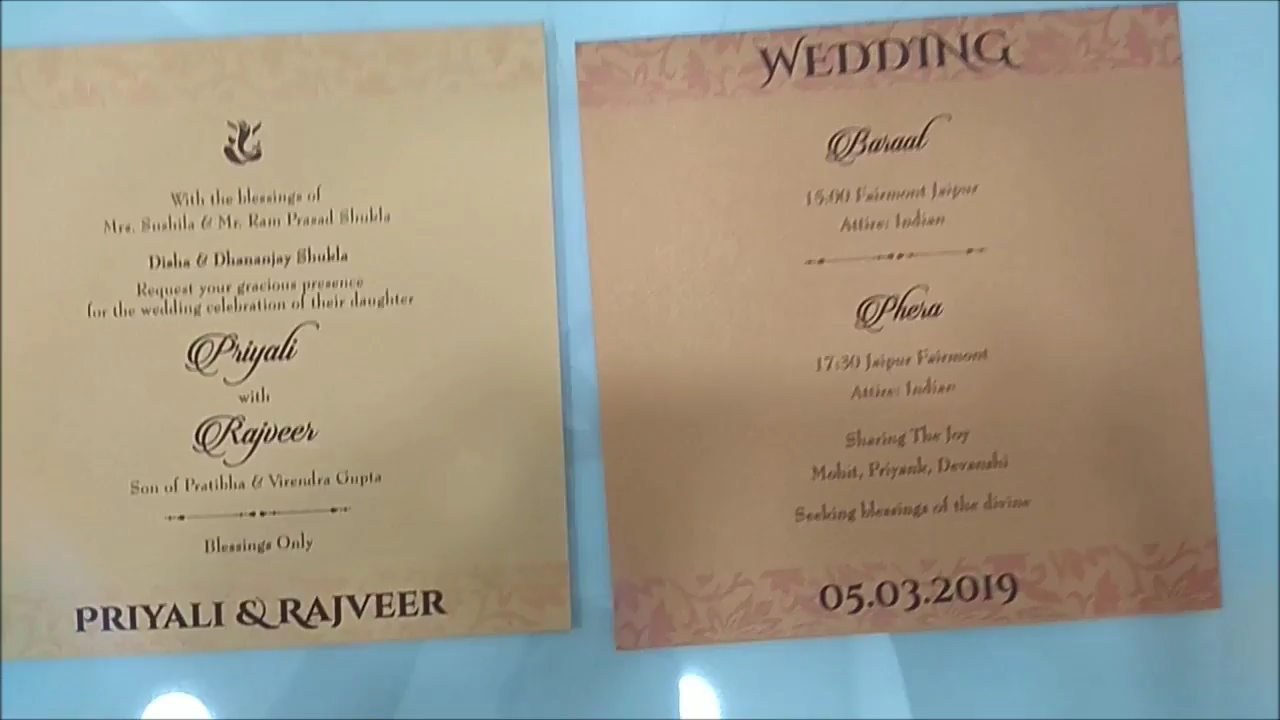 With the blessings of
Mrs. Sushila & Mr. Ram Prasad Shukla
Disha & Dhananjay Shukla
Request your gracious presence
for the wedding celebration of their daughter
Priyali
with
Rajveer
Son of Pratibha & Virendra Gupta
Blessings Only
PRIYALI & RAJVEER
WEDDING
Baraat
15:00 Fairmont Jaipur
Attire: Indian
Phera
17:30 Jaipur Fairmont
Attire: Indian
Sharing The Joy
Mohit, Priyank, Devanshi
Seeking blessings of the divine
05.03.2019